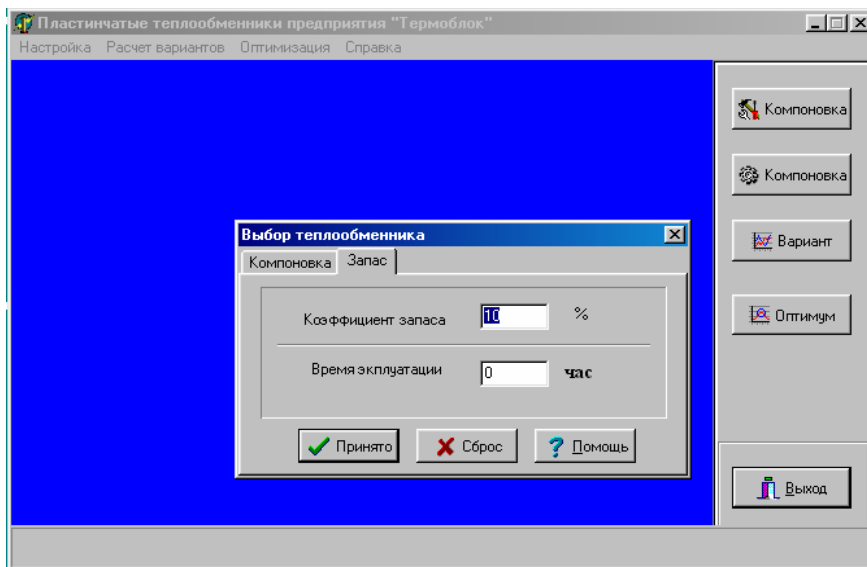 Пластинчатые теплообменники предприятия "Термоблок"
Настройка Расчет вариантов Оптимизация Справка
Компоновка
Компоновка
Вариант
Оптимум
Выход
Выбор теплообменника
Компоновка Запас
Коэффициент запаса 10 %
Время экплуатации 0 час
Принято Сброс Помощь